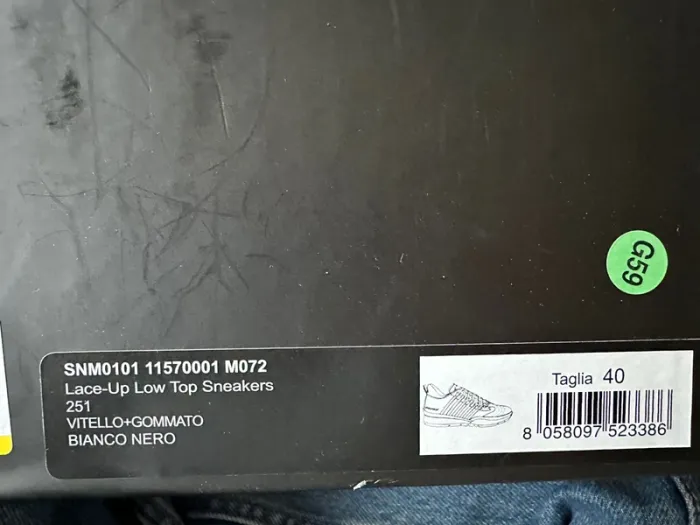 G59
SNM0101 11570001 M072
Lace-Up Low Top Sneakers
251
VITELLO+GOMMATO
BIANCO NERO
Taglia 40
8 058097 523386